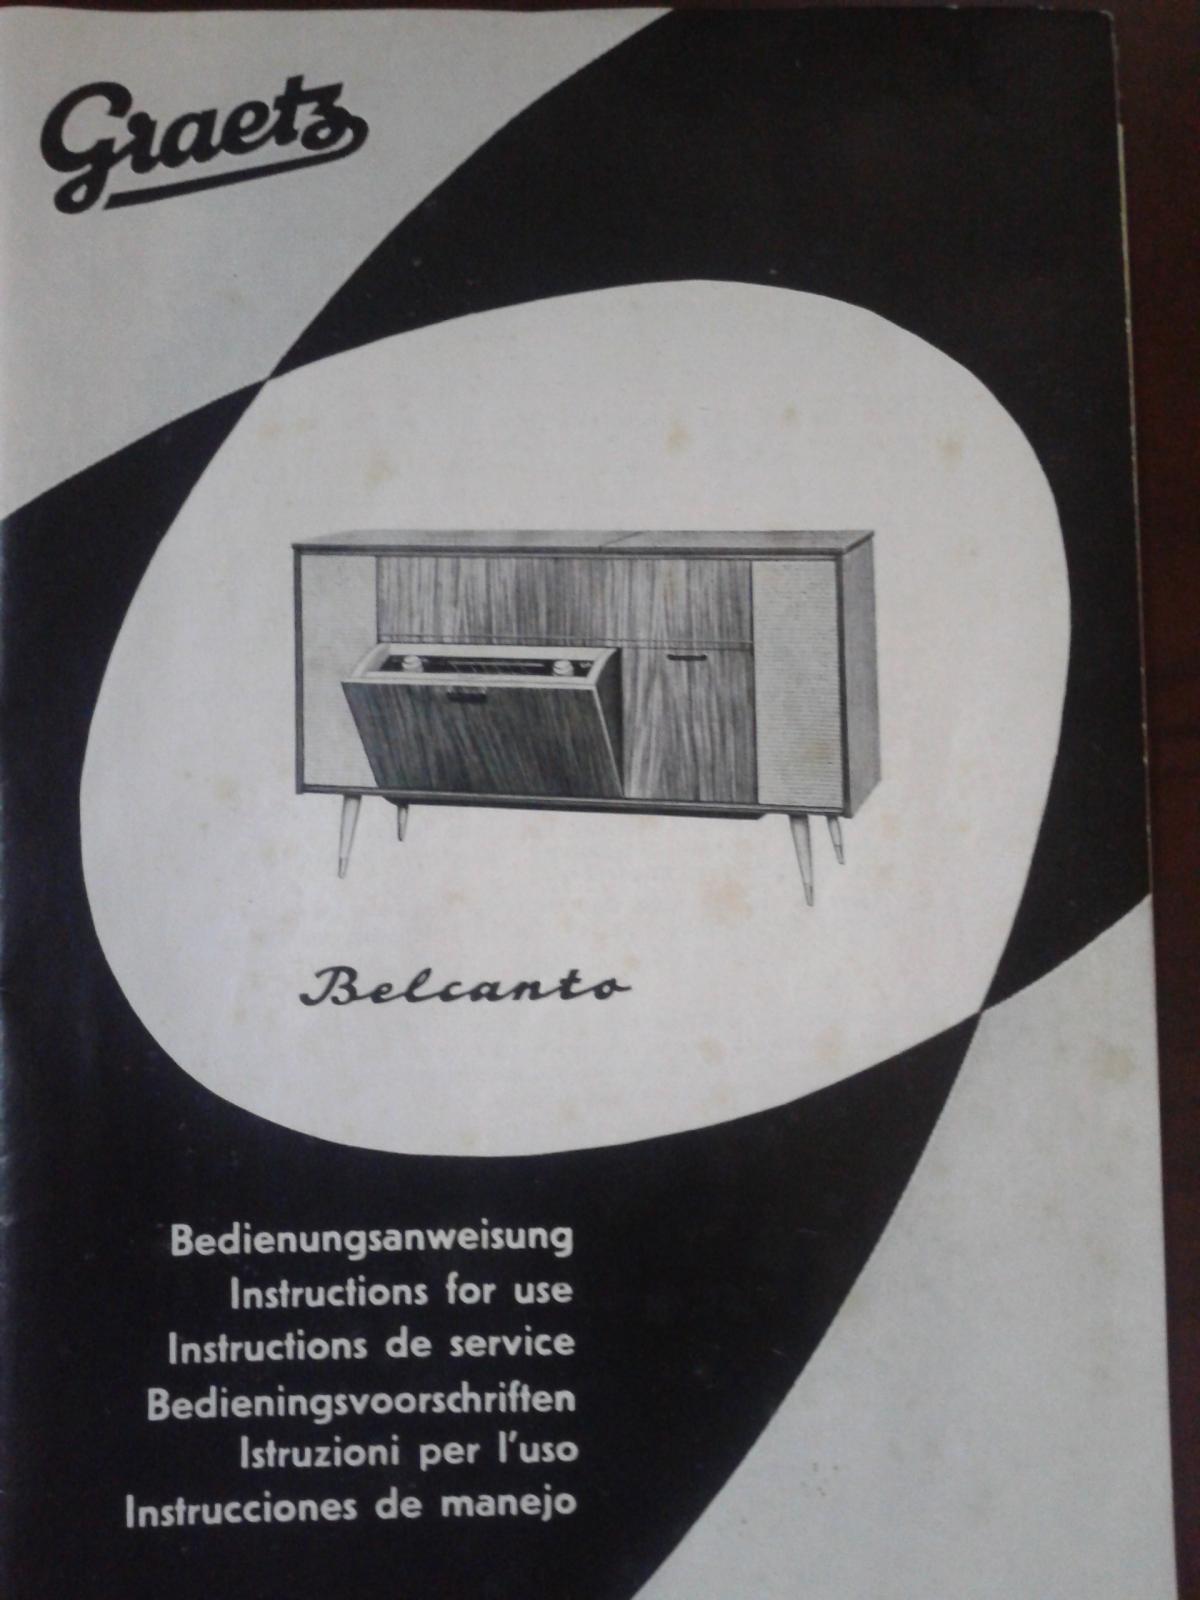 Graetz
Belcanto
Bedienungsanweisung
Instructions for use
Instructions de service
Bedieningsvoorschriften
Istruzioni per l'uso
Instrucciones de manejo